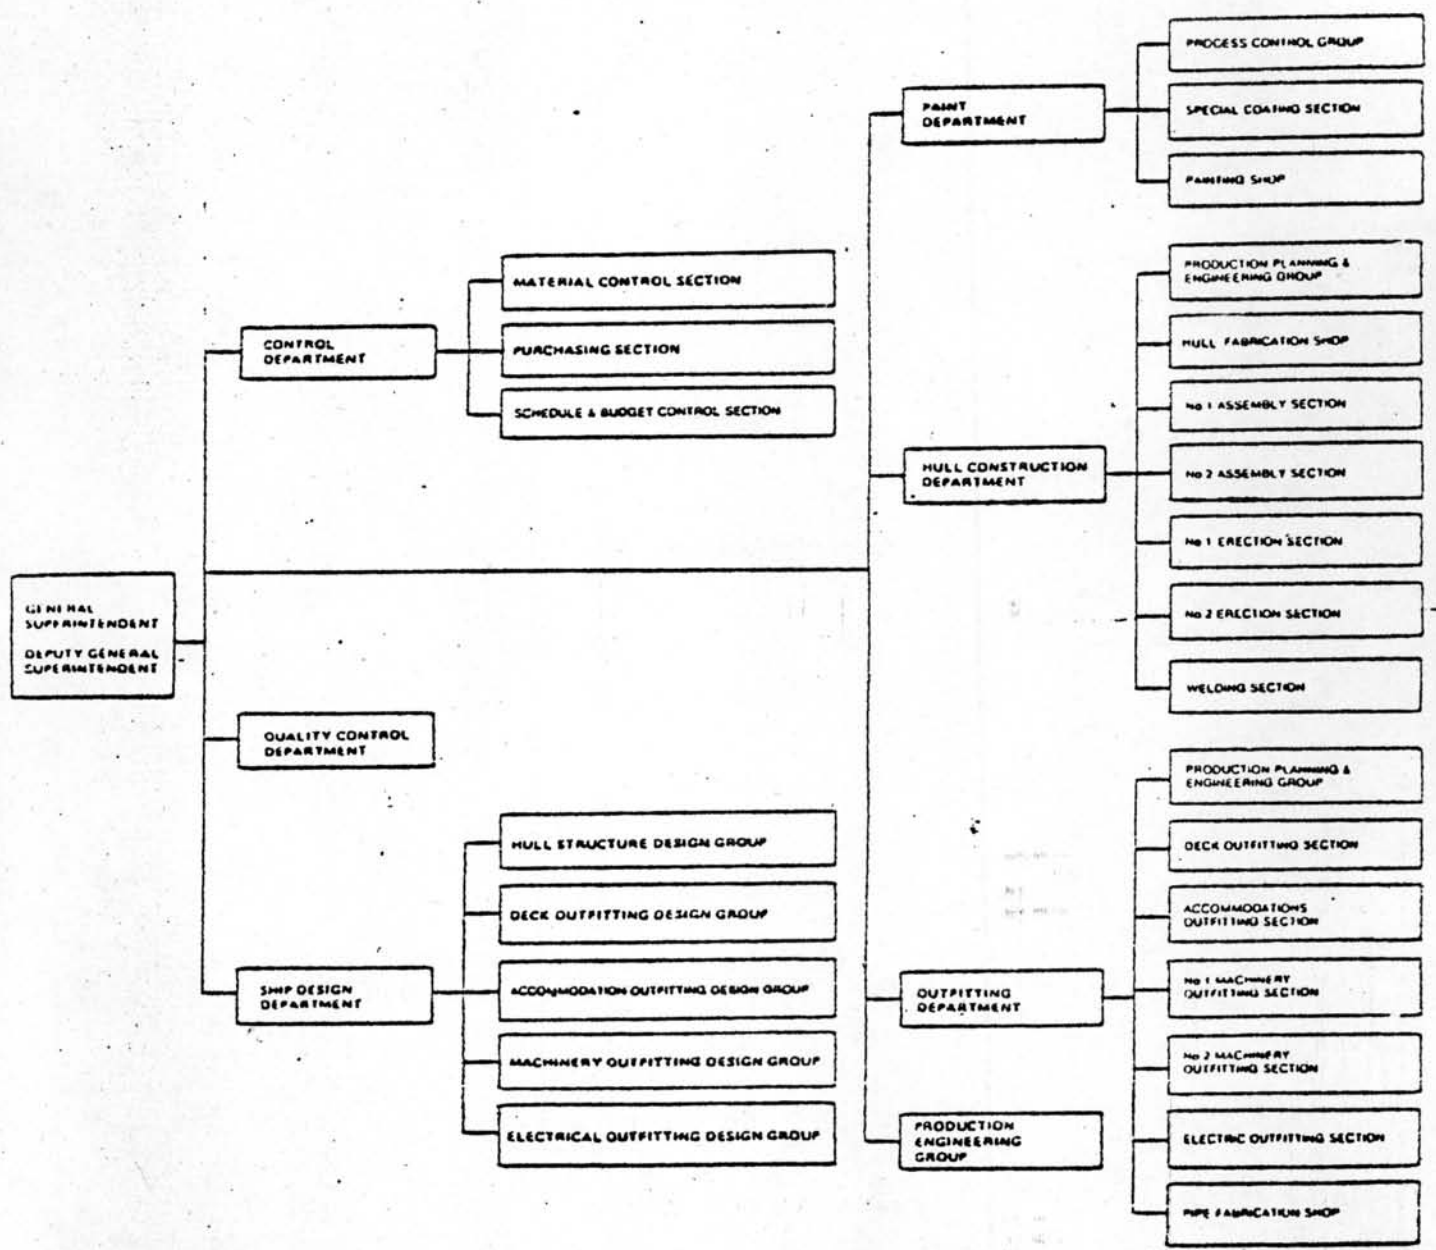 GENERAL
SUPERINTENDENT
DEPUTY GENERAL
SUPERINTENDENT
CONTROL
DEPARTMENT
MATERIAL CONTROL SECTION
PURCHASING SECTION
SCHEDULE & BUDGET CONTROL SECTION
QUALITY CONTROL
DEPARTMENT
SHIP DESIGN
DEPARTMENT
HULL STRUCTURE DESIGN GROUP
DECK OUTFITTING DESIGN GROUP
ACCOMMODATION OUTFITTING DESIGN GROUP
MACHINERY OUTFITTING DESIGN GROUP
ELECTRICAL OUTFITTING DESIGN GROUP
PAINT
DEPARTMENT
PROCESS CONTROL GROUP
SPECIAL COATING SECTION
PAINTING SHOP
HULL CONSTRUCTION
DEPARTMENT
PRODUCTION PLANNING &
ENGINEERING GROUP
HULL FABRICATION SHOP
No 1 ASSEMBLY SECTION
No 2 ASSEMBLY SECTION
No 1 ERECTION SECTION
No 2 ERECTION SECTION
WELDING SECTION
OUTFITTING
DEPARTMENT
PRODUCTION PLANNING &
ENGINEERING GROUP
DECK OUTFITTING SECTION
ACCOMMODATIONS
OUTFITTING SECTION
No 1 MACHINERY
OUTFITTING SECTION
No 2 MACHINERY
OUTFITTING SECTION
ELECTRIC OUTFITTING SECTION
PIPE FABRICATION SHOP
PRODUCTION
ENGINEERING
GROUP